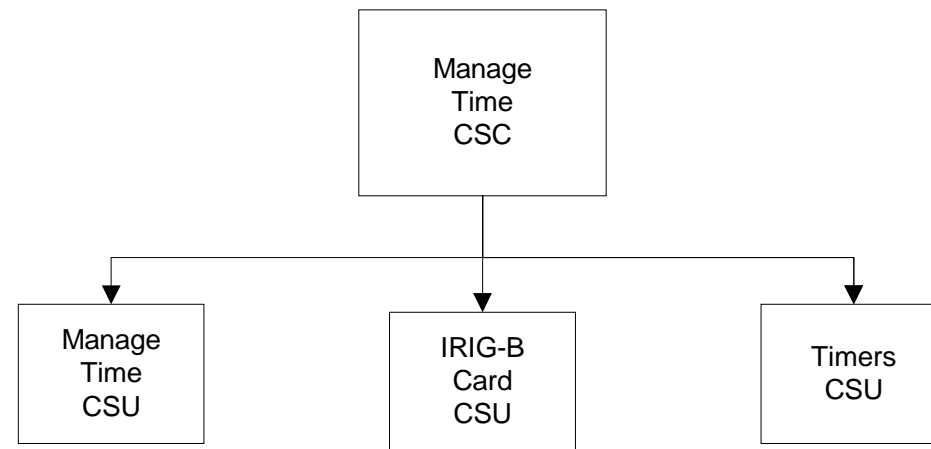 Manage
Time
CSC
Manage
Time
CSU
IRIG-B
Card
CSU
Timers
CSU